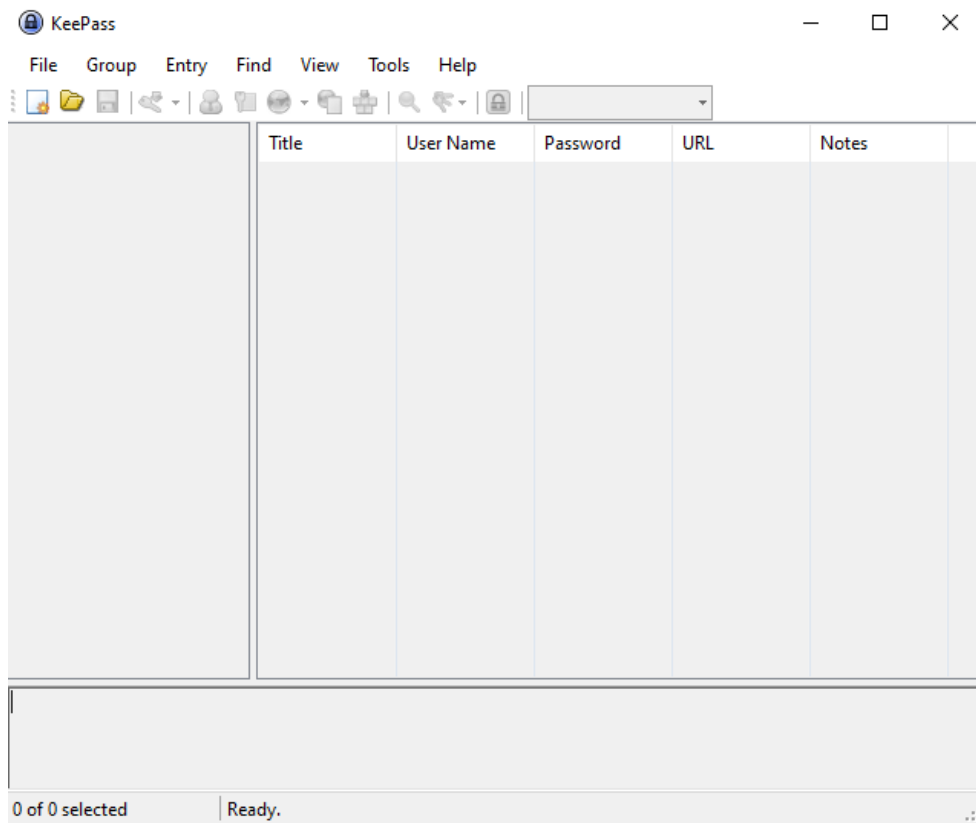 KeePass
File Group Entry Find View Tools Help
Title User Name Password URL Notes
0 of 0 selected Ready.